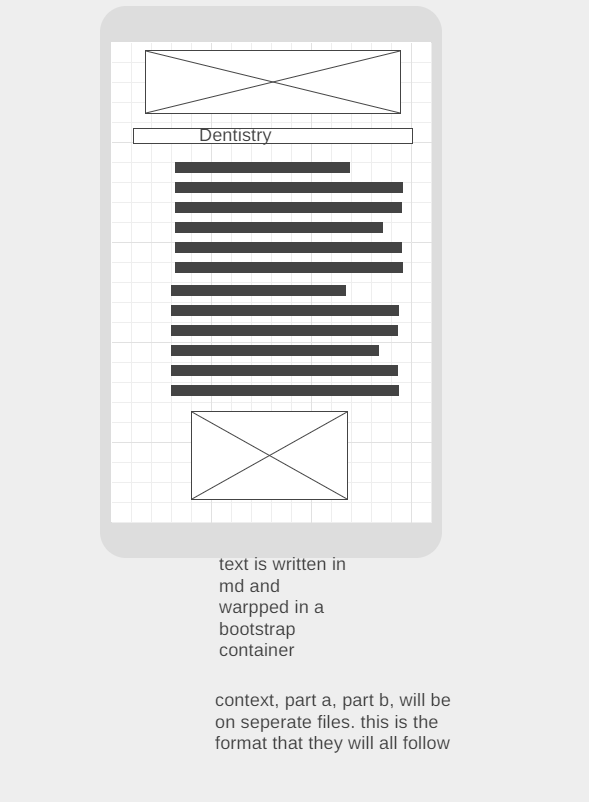 Dentistry
text is written in
md and
warpped in a
bootstrap
container
context, part a, part b, will be
on seperate files. this is the
format that they will all follow